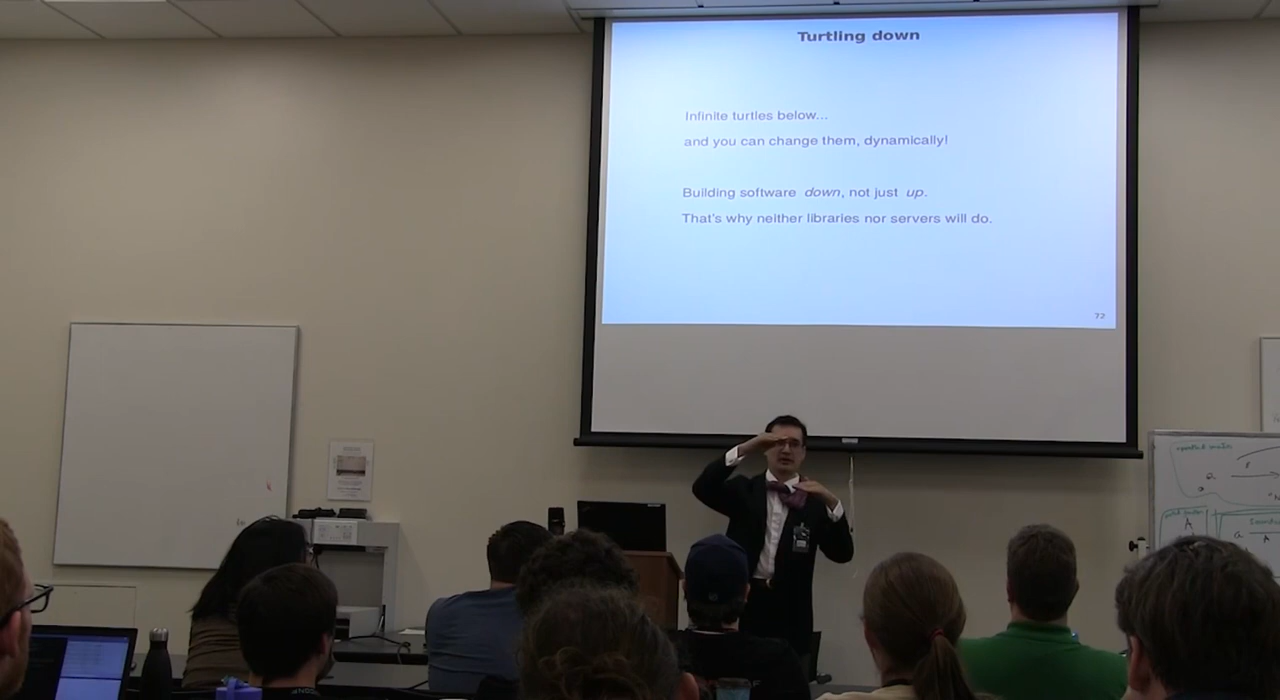 Turtling down
Infinite turtles below...
and you can change them, dynamically!
Building software down, not just up.
That's why neither libraries nor servers will do.
72